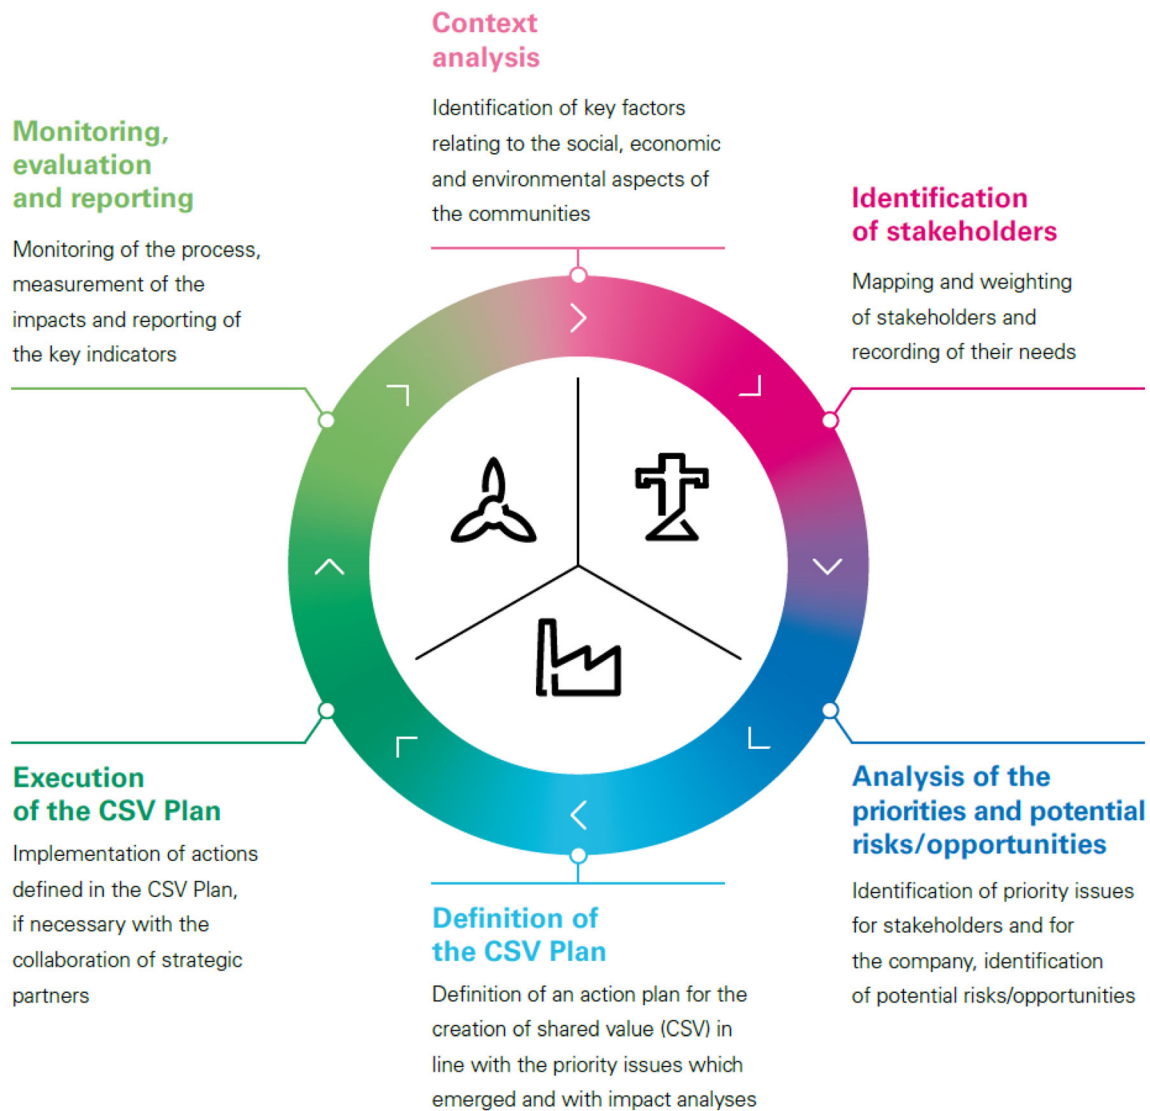 Context
analysis
Identification of key factors
relating to the social, economic
and environmental aspects of
the communities
Identification
of stakeholders
Mapping and weighting
of stakeholders and
recording of their needs
Analysis of the
priorities and potential
risks/opportunities
Identification of priority issues
for stakeholders and for
the company, identification
of potential risks/opportunities
Definition of
the CSV Plan
Definition of an action plan for the
creation of shared value (CSV) in
line with the priority issues which
emerged and with impact analyses
Execution
of the CSV Plan
Implementation of actions
defined in the CSV Plan,
if necessary with the
collaboration of strategic
partners
Monitoring,
evaluation
and reporting
Monitoring of the process,
measurement of the
impacts and reporting of
the key indicators